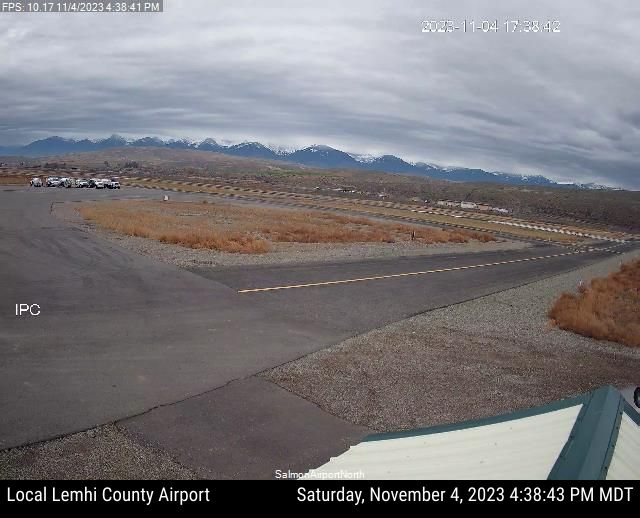 FPS: 10.17 11/4/2023 4:38:41 PM
2023-11-04 17:38:42
IPC
SalmonAirportNorth
Local Lemhi County Airport
Saturday, November 4, 2023 4:38:43 PM MDT